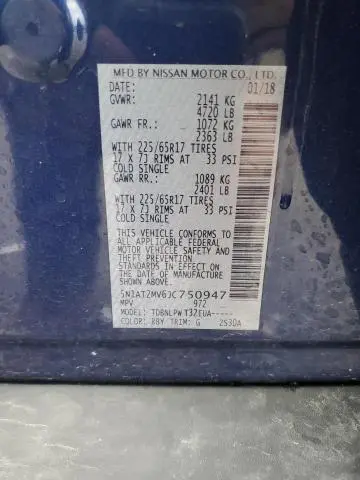 MFD BY NISSAN MOTOR CO., LTD.
DATE: 01/18
GVWR: 2141 KG
4720 LB
GAWR FR.: 1072 KG
2363 LB
WITH 225/65R17 TIRES
17 X 7J RIMS AT 33 PSI
COLD SINGLE
GAWR RR.: 1089 KG
2401 LB
WITH 225/65R17 TIRES
17 X 7J RIMS AT 33 PSI
COLD SINGLE
THIS VEHICLE CONFORMS TO ALL
APPLICABLE FEDERAL MOTOR
VEHICLE SAFETY AND
THEFT PREVENTION
STANDARDS IN EFFECT ON THE
DATE OF MANUFACTURE
SHOWN ABOVE.
5N1AT2MV6JC750947
MPV 972
MODEL: TDBNLPW T32EUA-----
COLOR: RBY TRIM: G 2530A